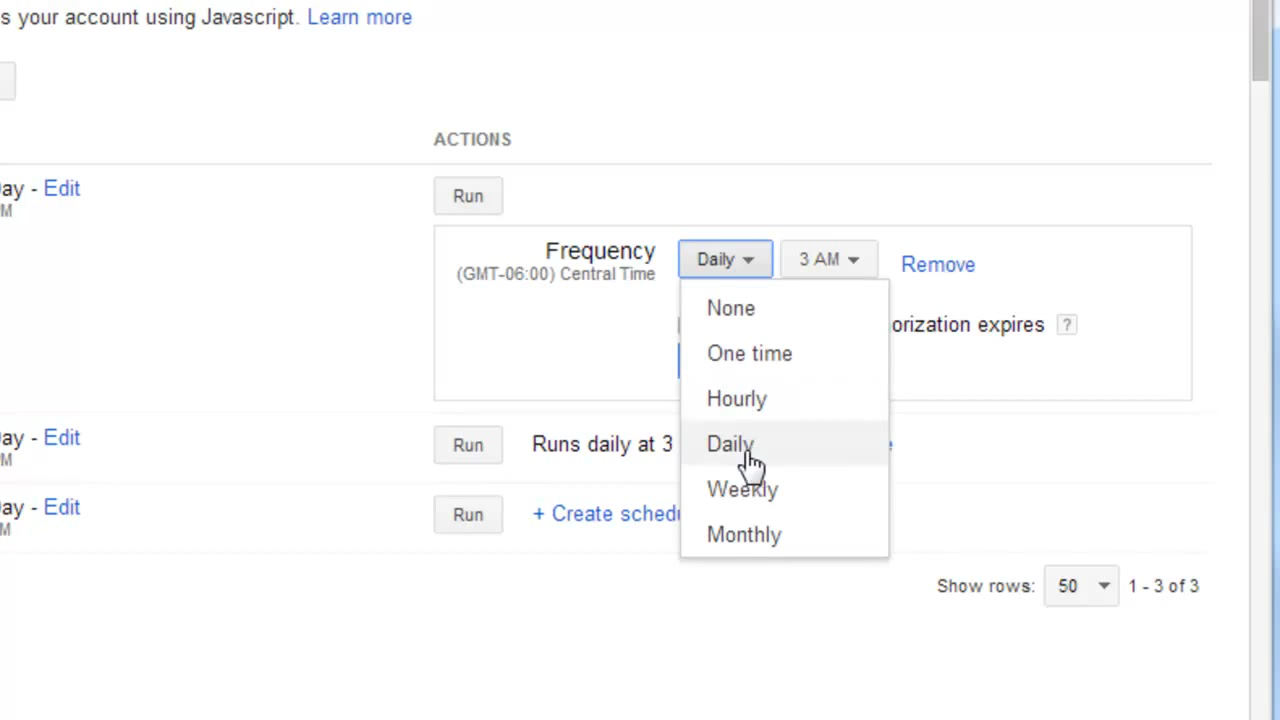 s your account using Javascript. Learn more
ACTIONS
ay - Edit
M
Run
Frequency
(GMT-06:00) Central Time
Daily
3 AM
Remove
None
One time
Hourly
Daily
Weekly
Monthly
orization expires ?
ay - Edit
M
Run
Runs daily at 3
ay - Edit
M
Run
+ Create schedu
Show rows: 50 1 - 3 of 3